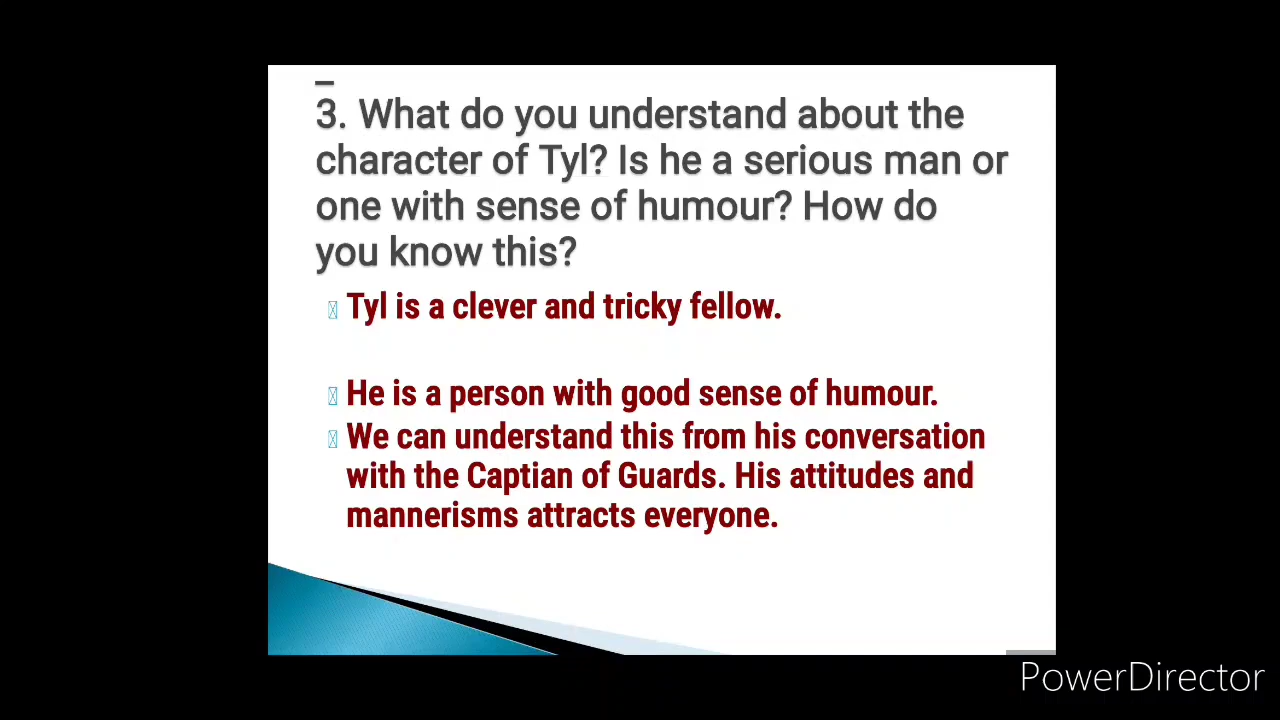 3. What do you understand about the
character of Tyl? Is he a serious man or
one with sense of humour? How do
you know this?
Tyl is a clever and tricky fellow.
He is a person with good sense of humour.
We can understand this from his conversation
with the Captian of Guards. His attitudes and
mannerisms attracts everyone.
PowerDirector